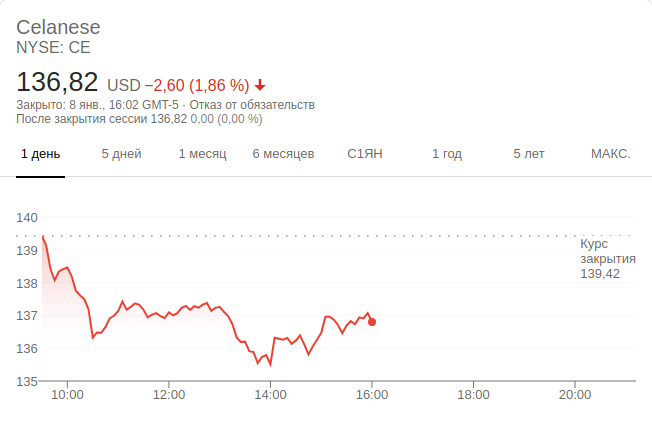 Celanese
NYSE: CE
136,82 USD −2,60 (1,86 %)
Закрыто: 8 янв., 16:02 GMT-5 · Отказ от обязательств
После закрытия сессии 136,82 0,00 (0,00 %)
1 день 5 дней 1 месяц 6 месяцев С1ЯН 1 год 5 лет МАКС.
140
139
138
137
136
135
Курс
закрытия
139,42
10:00 12:00 14:00 16:00 18:00 20:00